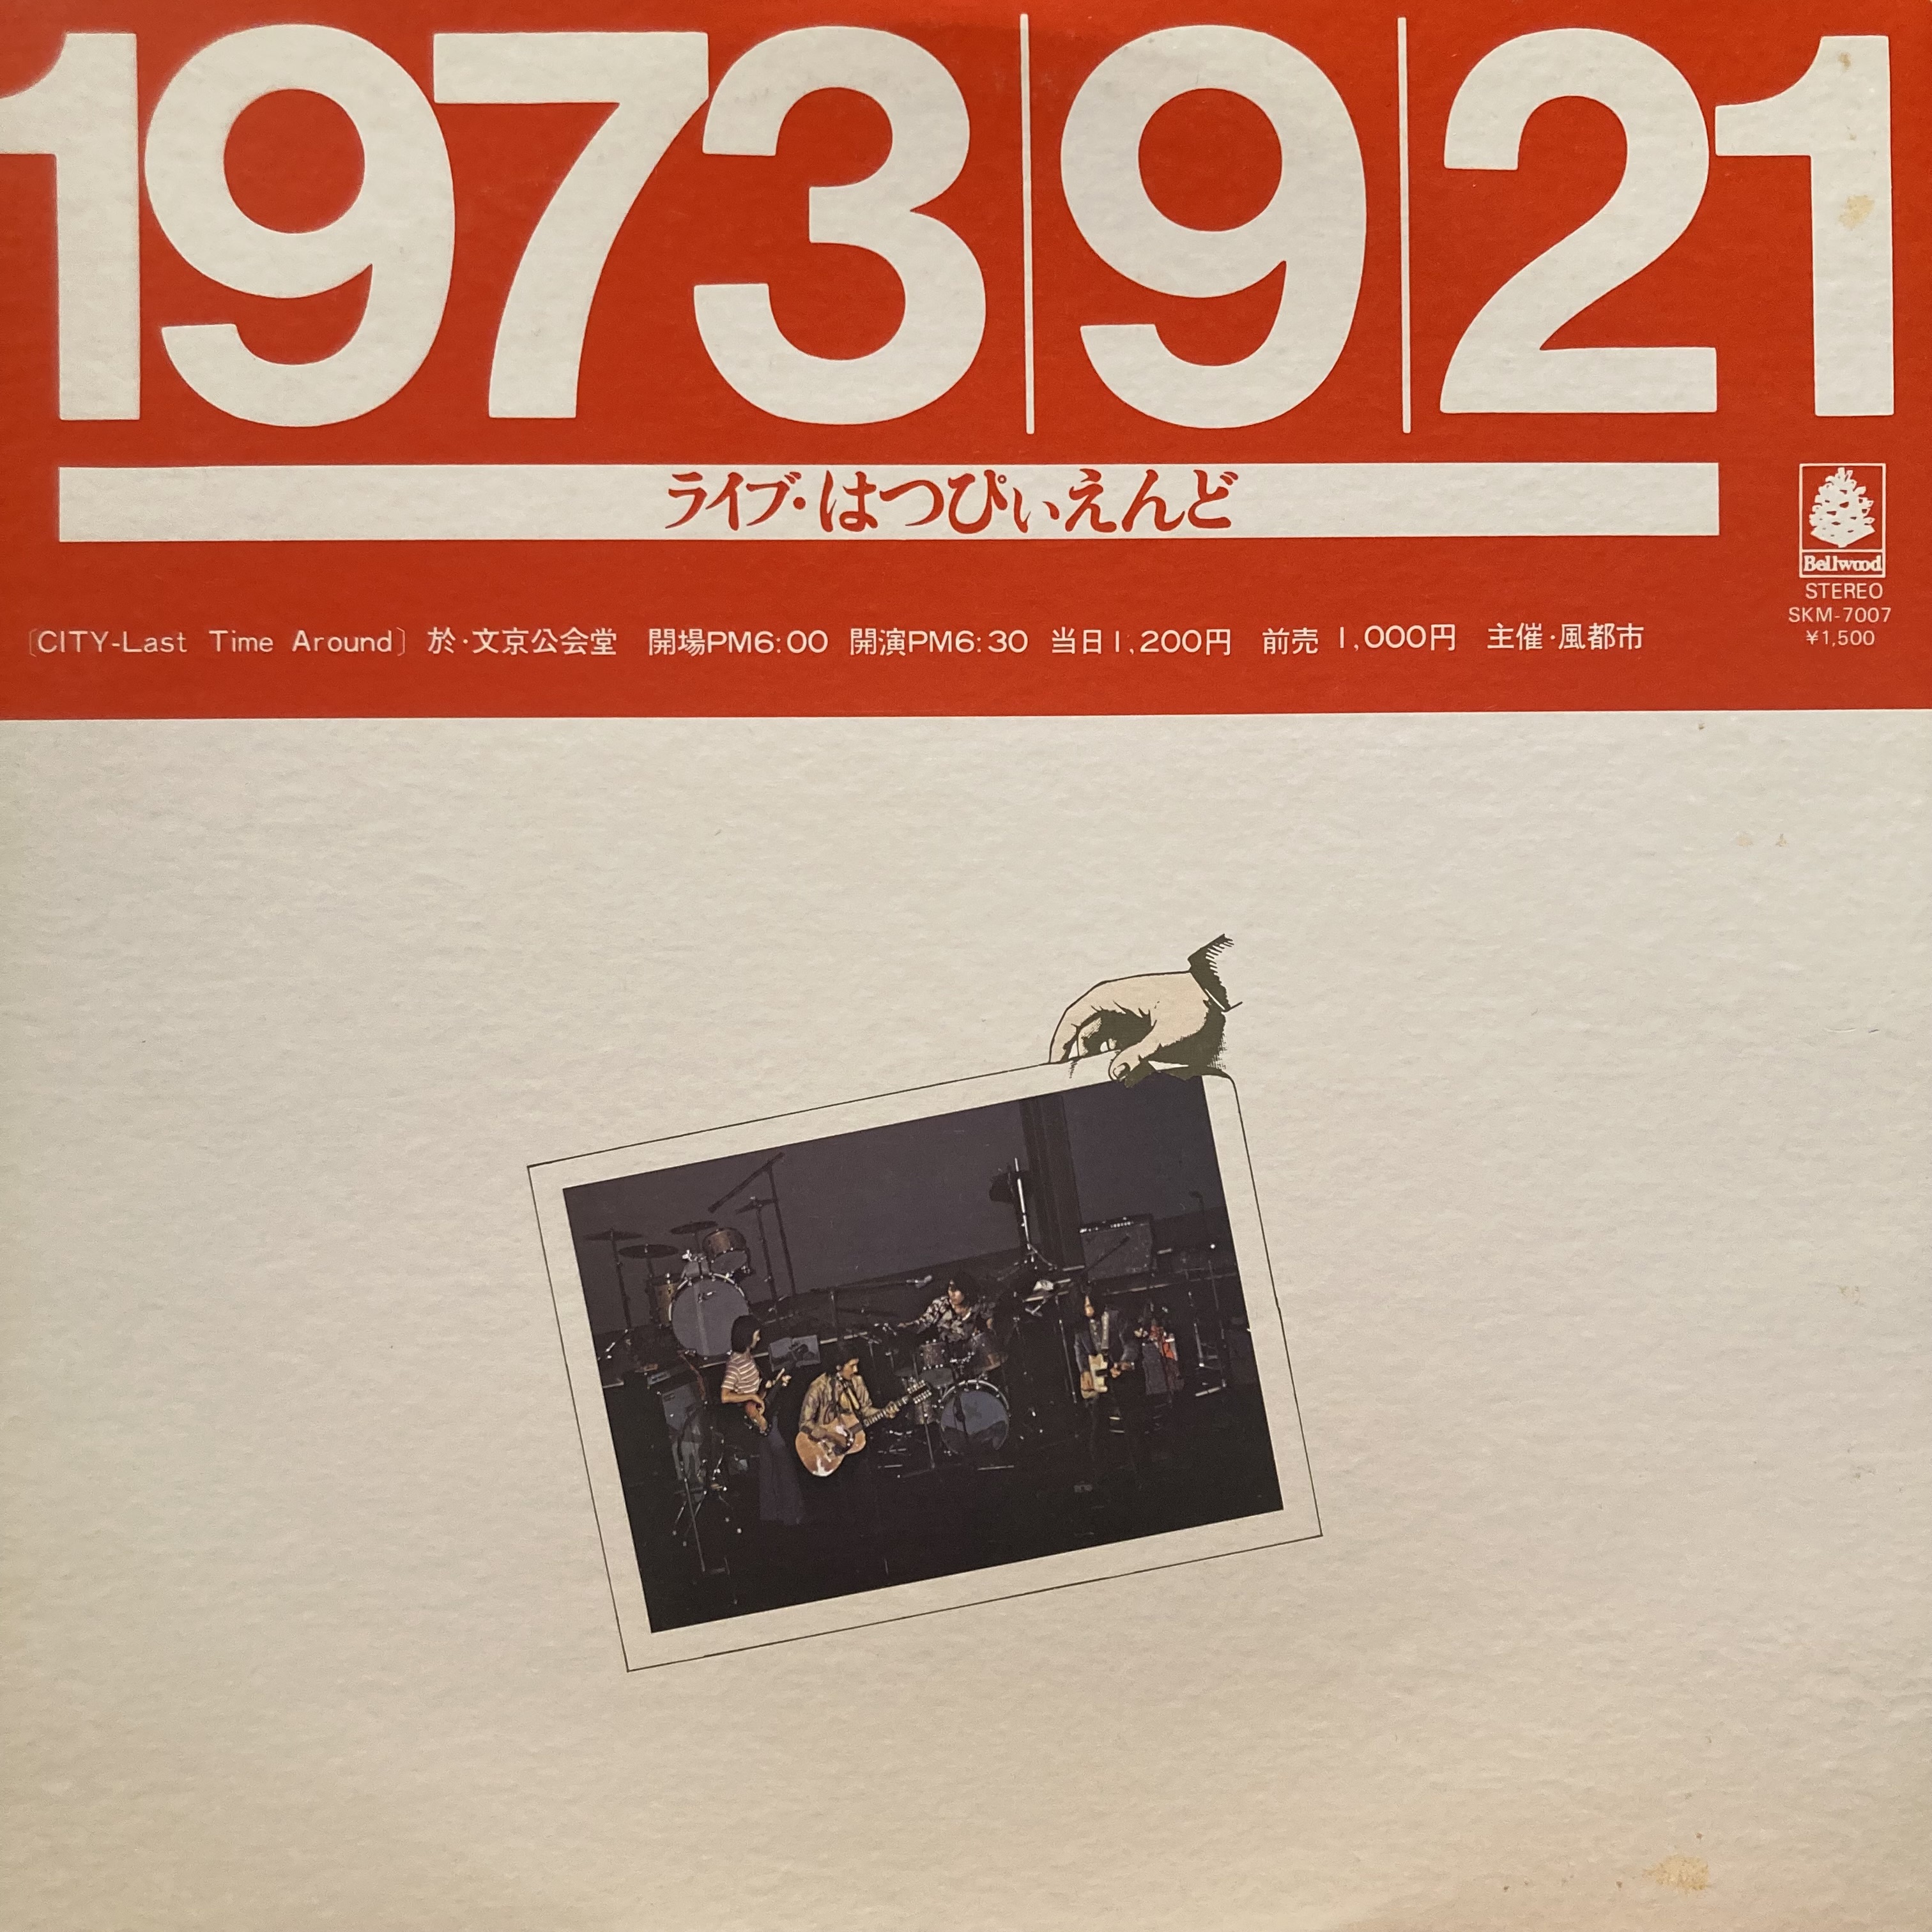 1973|9|21
ライブ・はつぴいえんど
Bellwood
STEREO
SKM-7007
¥1,500
〔CITY-Last Time Around〕 於・文京公会堂 開場PM6:00 開演PM6:30 当日1,200円 前売 1,000円 主催・風都市